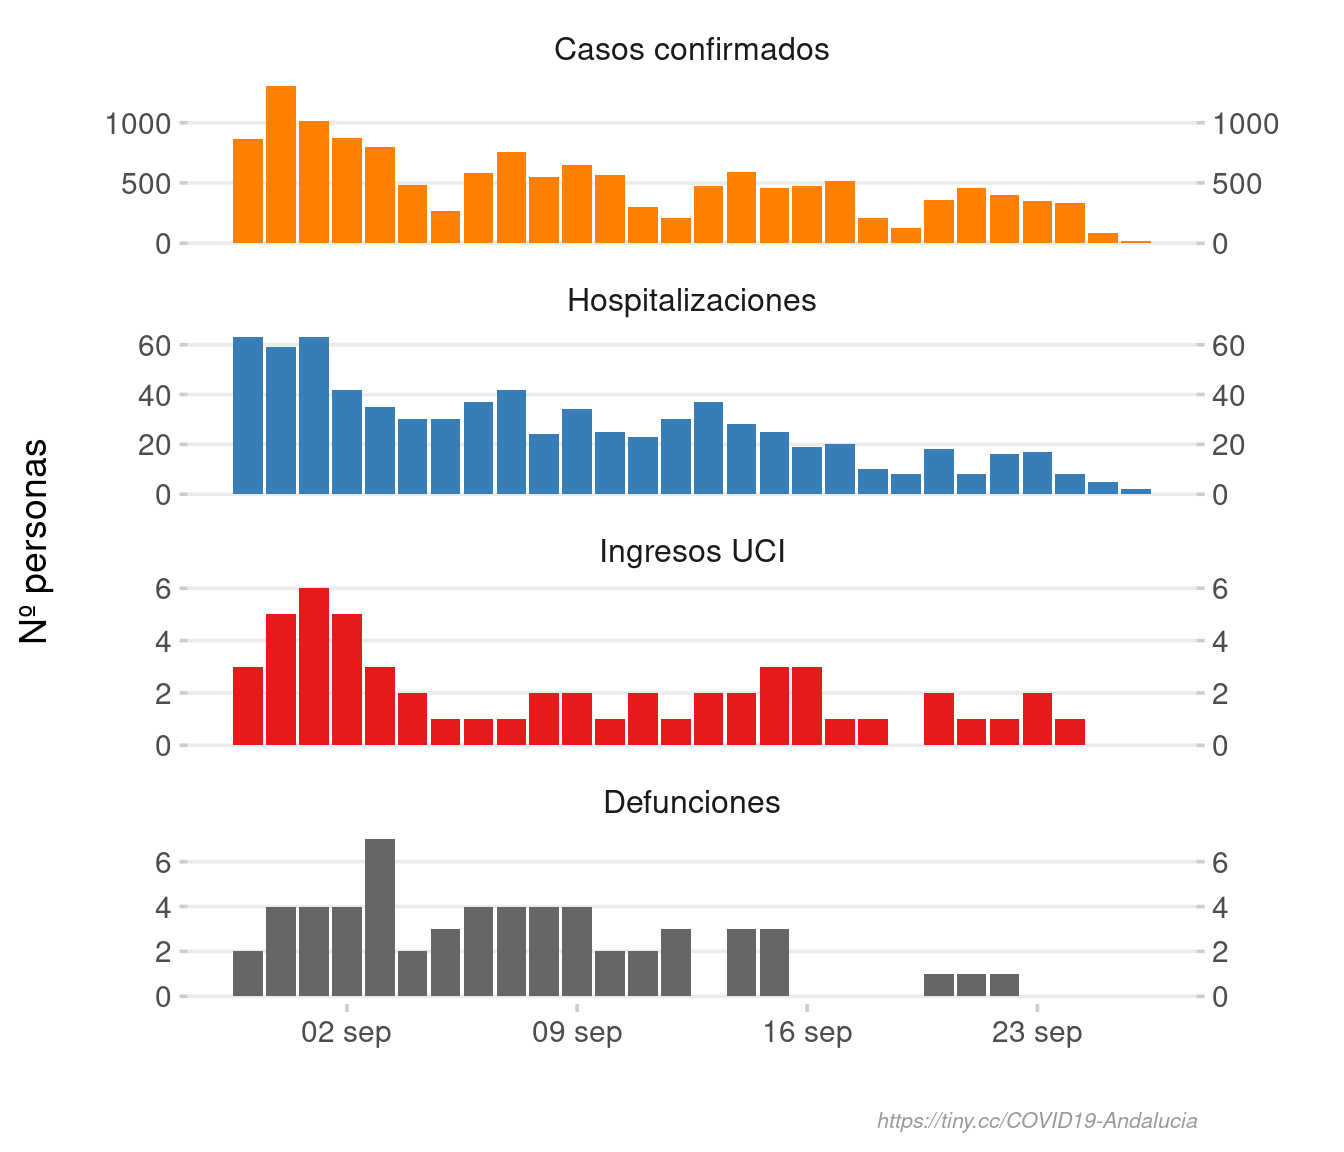 Casos confirmados
1000 1000
500 500
0 0
Hospitalizaciones
60 60
40 40
20 20
0 0
Nº personas
Ingresos UCI
6 6
4 4
2 2
0 0
Defunciones
6 6
4 4
2 2
0 0
02 sep 09 sep 16 sep 23 sep
https://tiny.cc/COVID19-Andalucia